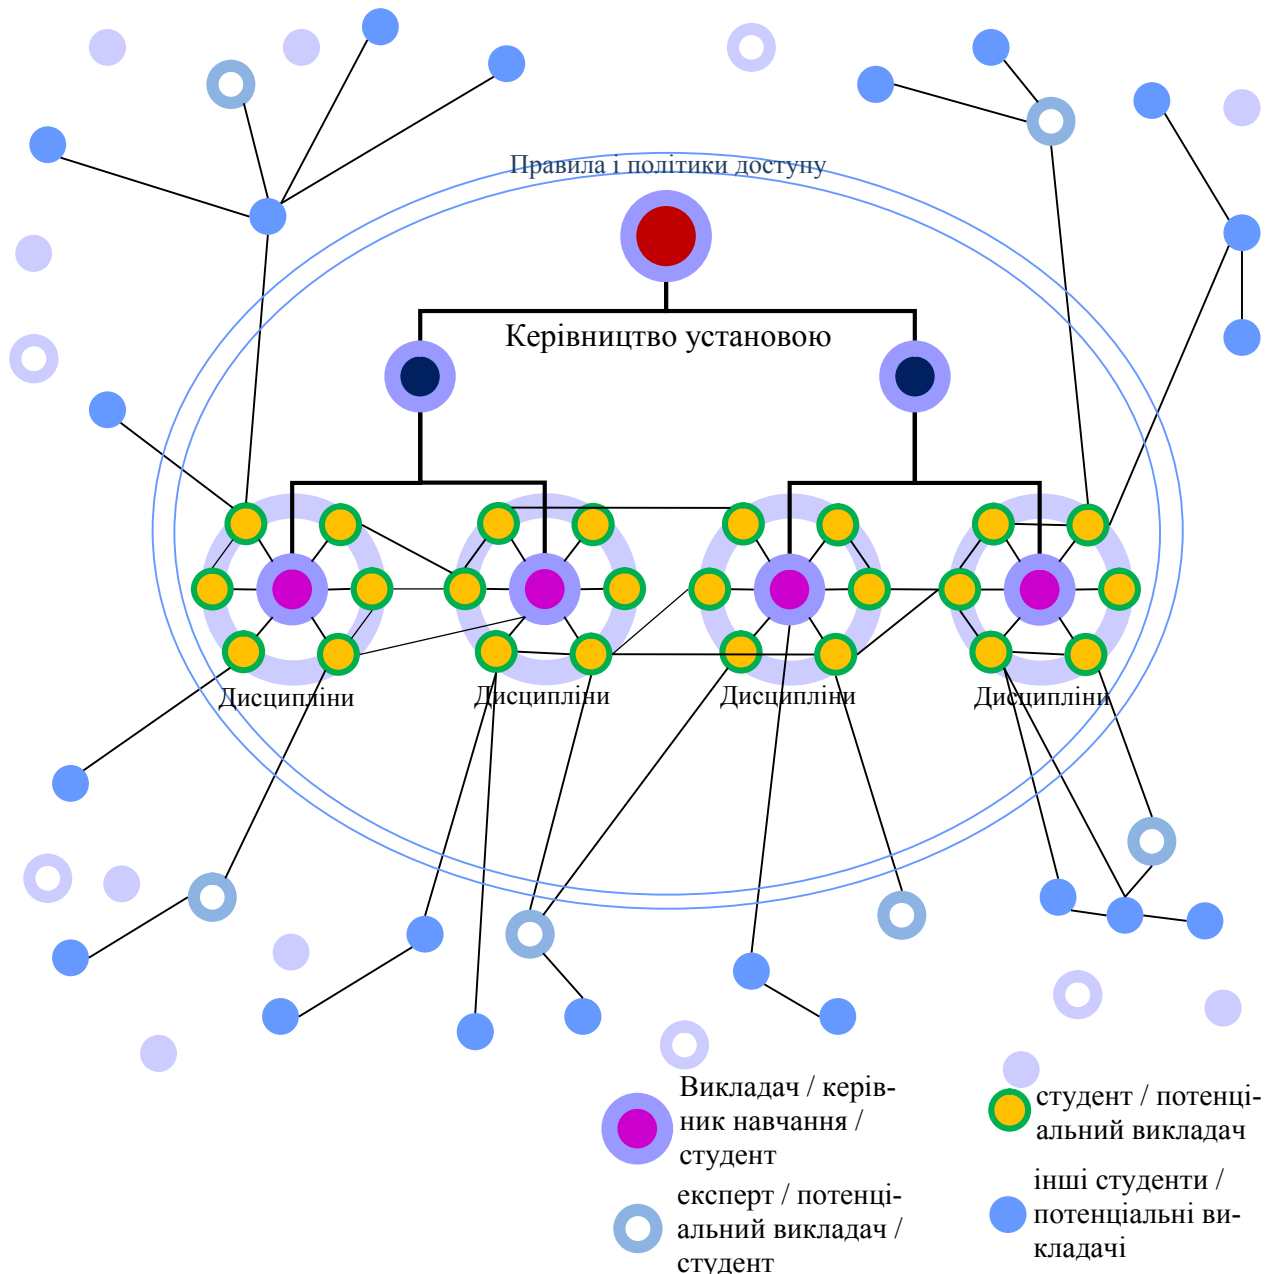 Правила і політики доступу
Керівництво установою
Дисципліни
Дисципліни
Дисципліни
Дисципліни
Викладач / керів-
ник навчання /
студент
експерт / потенці-
альний викладач /
студент
студент / потенці-
альний викладач
інші студенти /
потенціальні ви-
кладачі